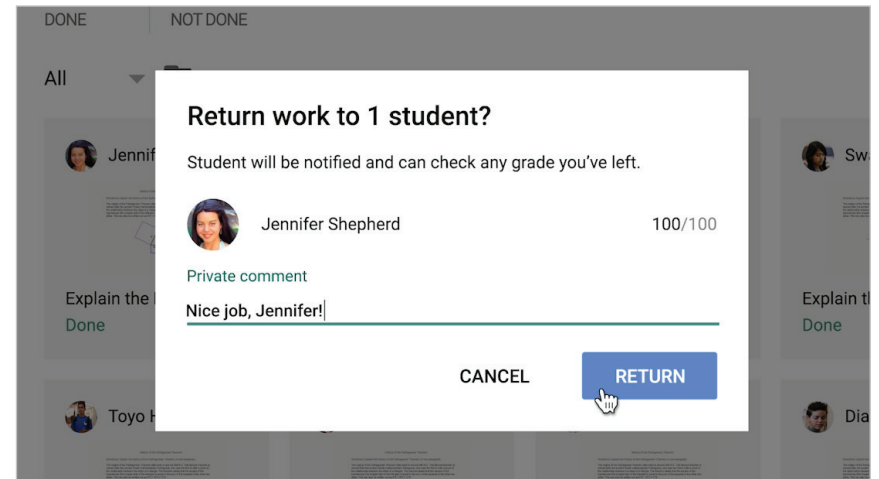 DONE
NOT DONE
All
Return work to 1 student?
Jennif
Student will be notified and can check any grade you've left.
Sw
Jennifer Shepherd
100/100
Private comment
Nice job, Jennifer!
Explain the
Explain t
Done
Done
CANCEL
RETURN
Toyo
Dia